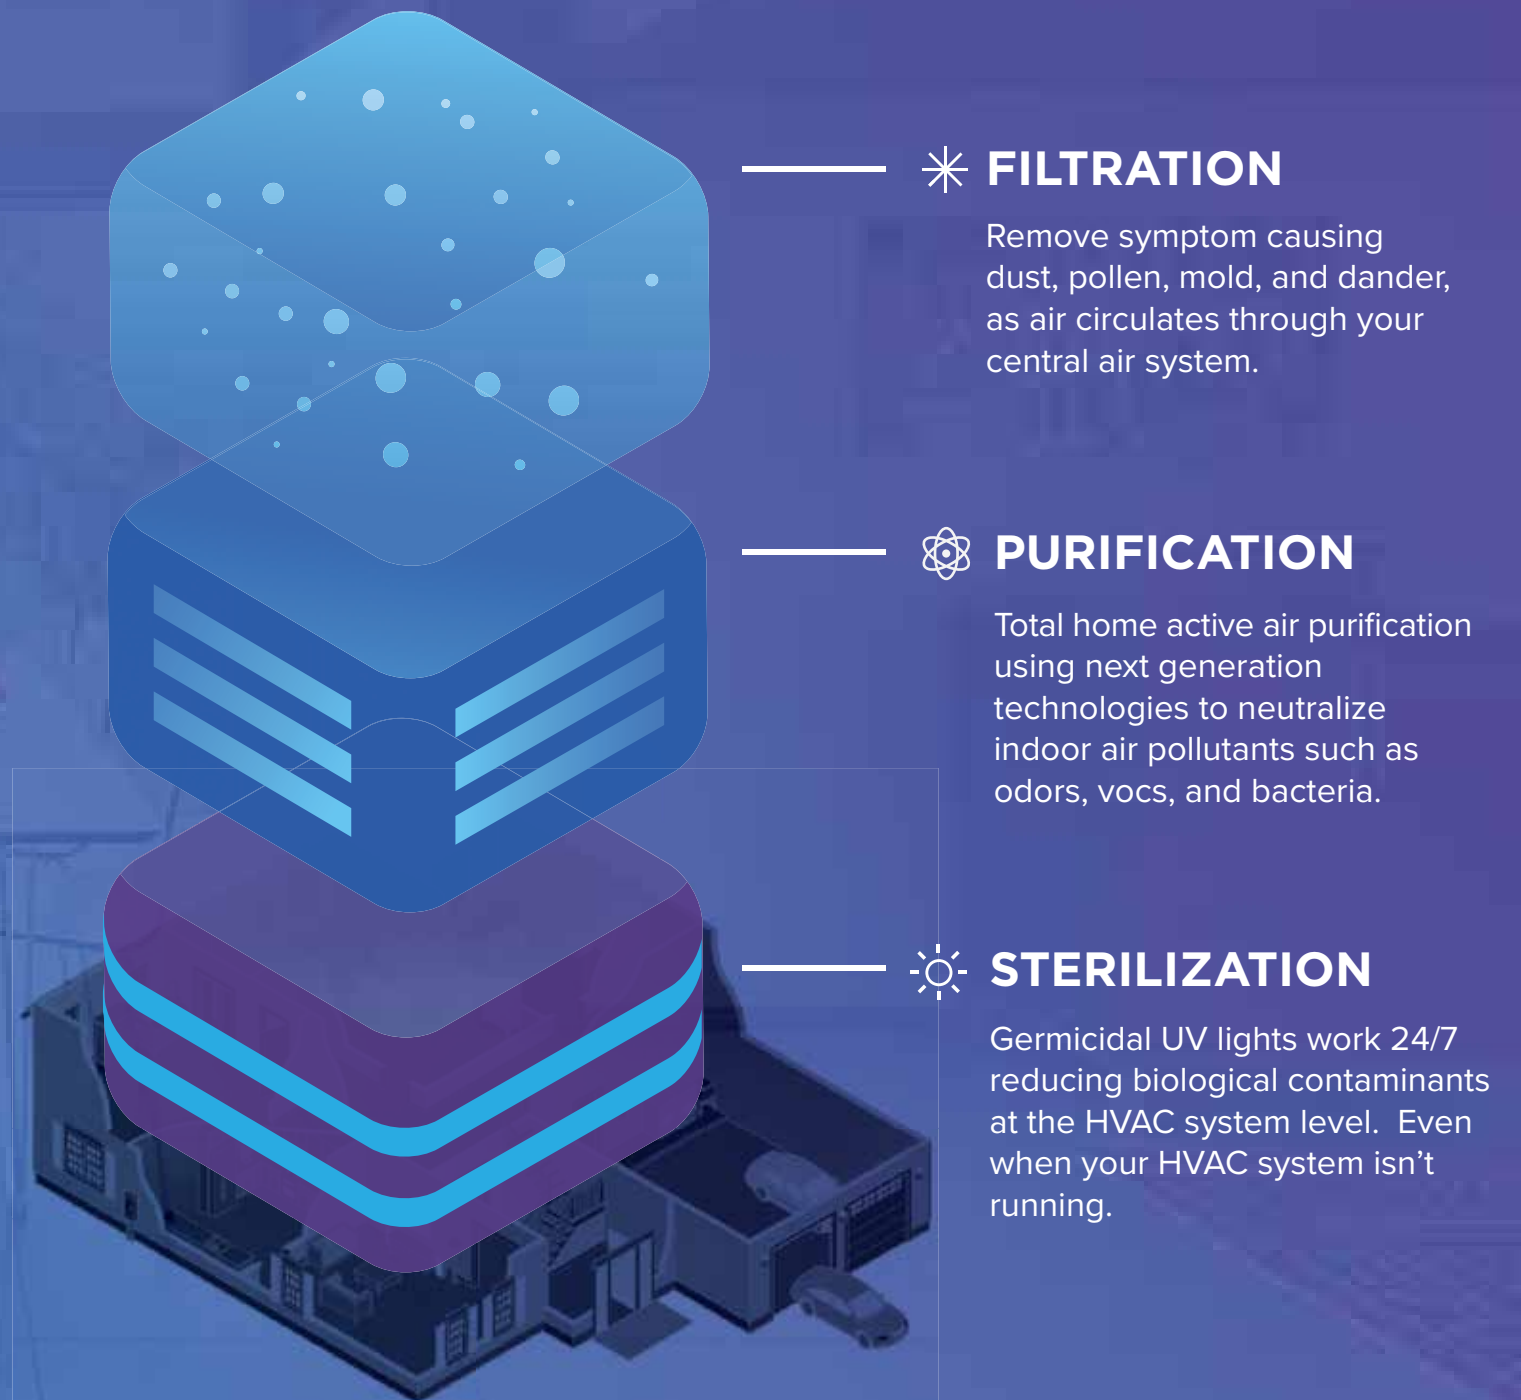 FILTRATION
Remove symptom causing
dust, pollen, mold, and dander,
as air circulates through your
central air system.
PURIFICATION
Total home active air purification
using next generation
technologies to neutralize
indoor air pollutants such as
odors, vocs, and bacteria.
STERILIZATION
Germicidal UV lights work 24/7
reducing biological contaminants
at the HVAC system level.  Even
when your HVAC system isn’t
running.